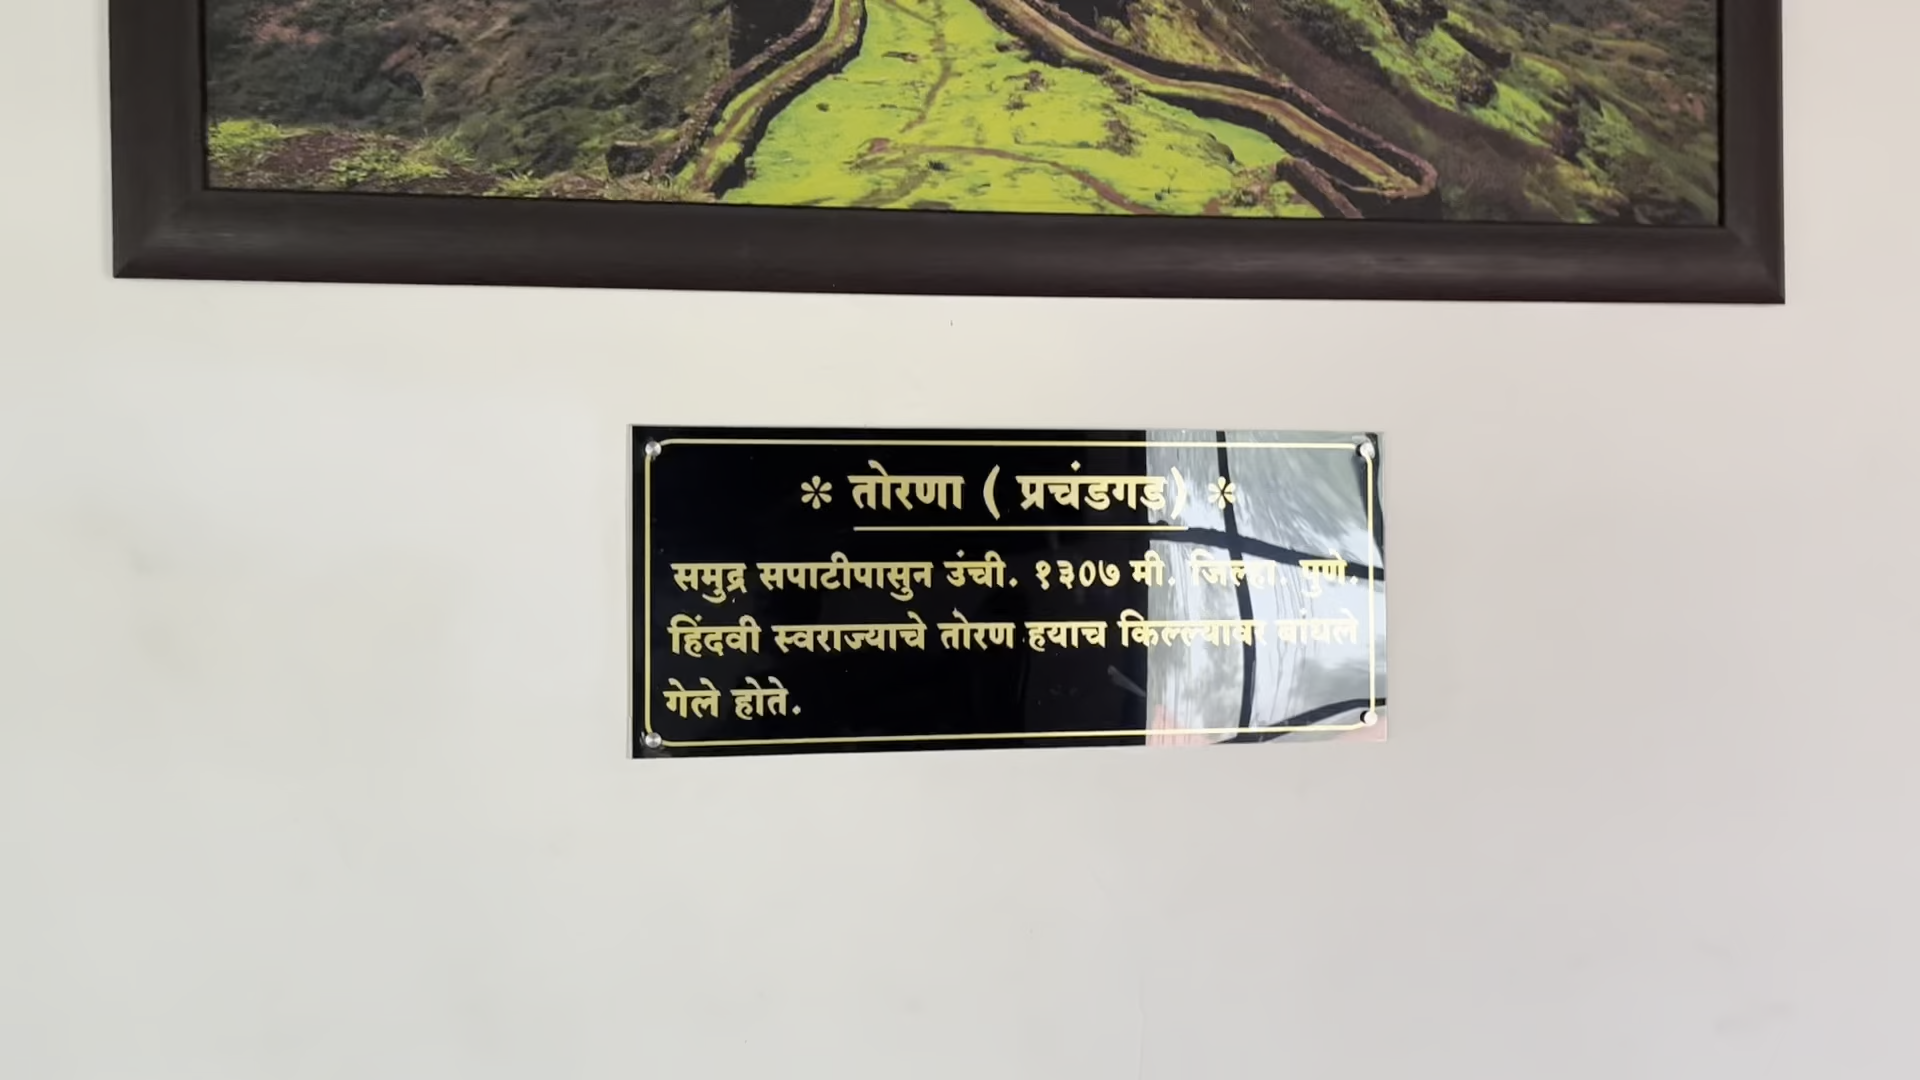 * तोरणा ( प्रचंडगड) *
समुद्र सपाटीपासुन उंची. १३०७ मी. जिल्हा. पुणे.
हिंदवी स्वराज्याचे तोरण हयाच किल्ल्यावर बांधले
गेले होते.